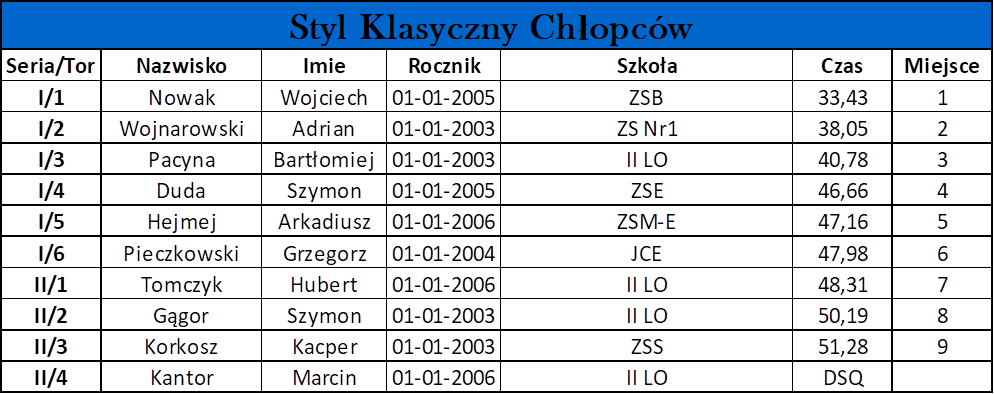 Styl Klasyczny Chłopców
Seria/Tor Nazwisko Imie Rocznik Szkoła Czas Miejsce
I/1 Nowak Wojciech 01-01-2005 ZSB 33,43 1
I/2 Wojnarowski Adrian 01-01-2003 ZS Nr1 38,05 2
I/3 Pacyna Bartłomiej 01-01-2003 II LO 40,78 3
I/4 Duda Szymon 01-01-2005 ZSE 46,66 4
I/5 Hejmej Arkadiusz 01-01-2006 ZSM-E 47,16 5
I/6 Pieczkowski Grzegorz 01-01-2004 JCE 47,98 6
II/1 Tomczyk Hubert 01-01-2005 II LO 48,31 7
II/2 Gągor Szymon 01-01-2003 II LO 50,19 8
II/3 Korkosz Kacper 01-01-2003 ZSS 51,28 9
II/4 Kantor Marcin 01-01-2006 II LO DSQ